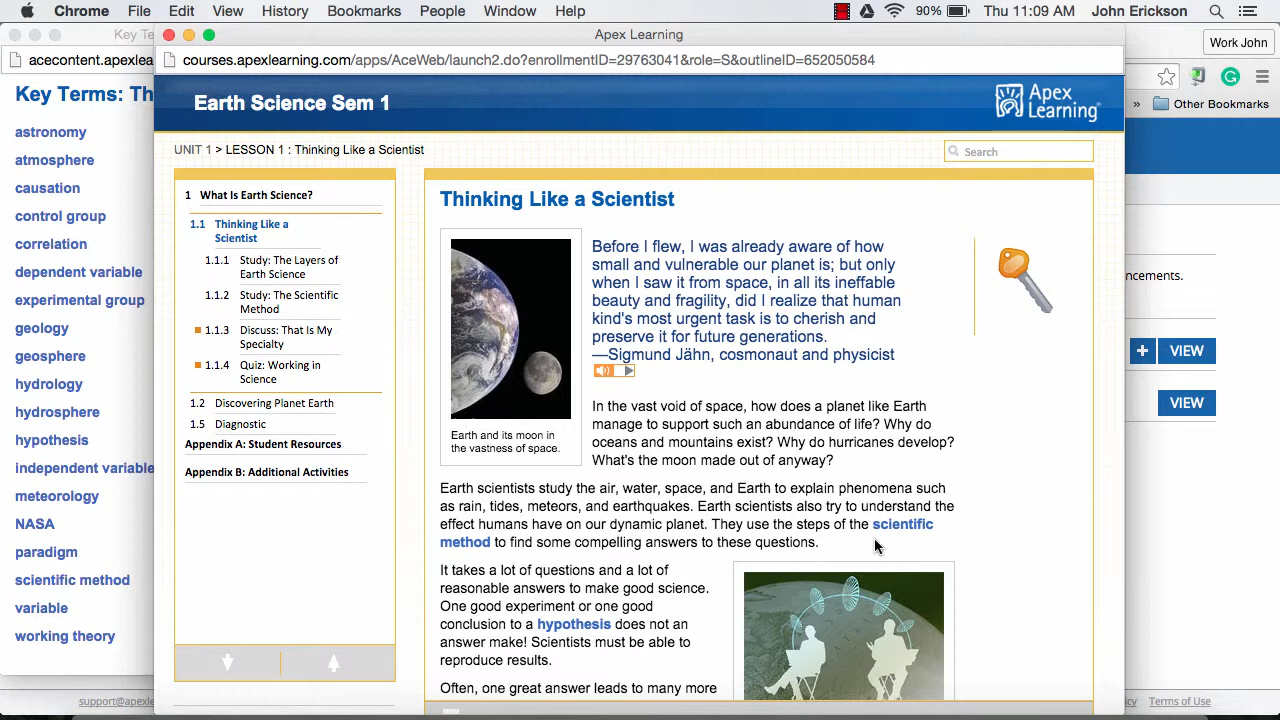 Chrome File Edit View History Bookmarks People Window Help 90% Thu 11:09 AM John Erickson
Key Te
Apex Learning
Work John
acecontent.apexlea
courses.apexlearning.com/apps/AceWeb/launch2.do?enrollmentID=29763041&role=S&outlineID=652050584
» Other Bookmarks
Key Terms: Th
astronomy
atmosphere
causation
control group
correlation
dependent variable
experimental group
geology
geosphere
hydrology
hydrosphere
hypothesis
independent variable
meteorology
NASA
paradigm
scientific method
variable
working theory
support@apexle
Earth Science Sem 1
Apex
Learning
UNIT 1 > LESSON 1 : Thinking Like a Scientist
Search
1 What Is Earth Science?
1.1 Thinking Like a
Scientist
1.1.1 Study: The Layers of
Earth Science
1.1.2 Study: The Scientific
Method
1.1.3 Discuss: That Is My
Specialty
1.1.4 Quiz: Working in
Science
1.2 Discovering Planet Earth
1.5 Diagnostic
Appendix A: Student Resources
Appendix B: Additional Activities
Thinking Like a Scientist
Earth and its moon in
the vastness of space.
Before I flew, I was already aware of how
small and vulnerable our planet is; but only
when I saw it from space, in all its ineffable
beauty and fragility, did I realize that human
kind's most urgent task is to cherish and
preserve it for future generations.
—Sigmund Jähn, cosmonaut and physicist
In the vast void of space, how does a planet like Earth
manage to support such an abundance of life? Why do
oceans and mountains exist? Why do hurricanes develop?
What's the moon made out of anyway?
Earth scientists study the air, water, space, and Earth to explain phenomena such
as rain, tides, meteors, and earthquakes. Earth scientists also try to understand the
effect humans have on our dynamic planet. They use the steps of the scientific
method to find some compelling answers to these questions.
It takes a lot of questions and a lot of
reasonable answers to make good science.
One good experiment or one good
conclusion to a hypothesis does not an
answer make! Scientists must be able to
reproduce results.
Often, one great answer leads to many more
ncements.
+ VIEW
VIEW
cy Terms of Use